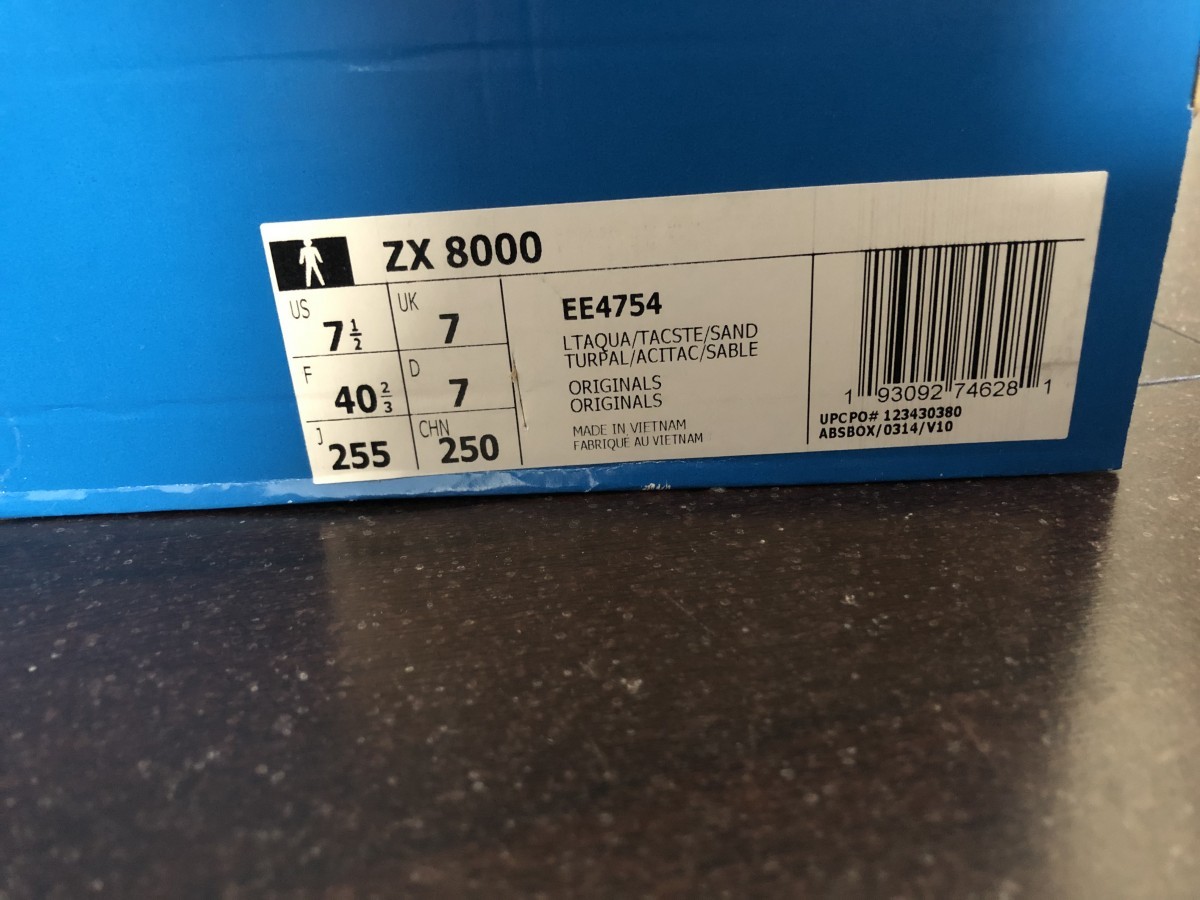 ZX 8000
US 7 1/2 UK 7
F 40 2/3 D 7
J 255 CHN 250
EE4754
LTAQUA/TACSTE/SAND
TURPAL/ACITAC/SABLE
ORIGINALS
ORIGINALS
MADE IN VIETNAM
FABRIQUE AU VIETNAM
1 93092 74628 1
UPCPO# 123430380
ABSBOX/0314/V10